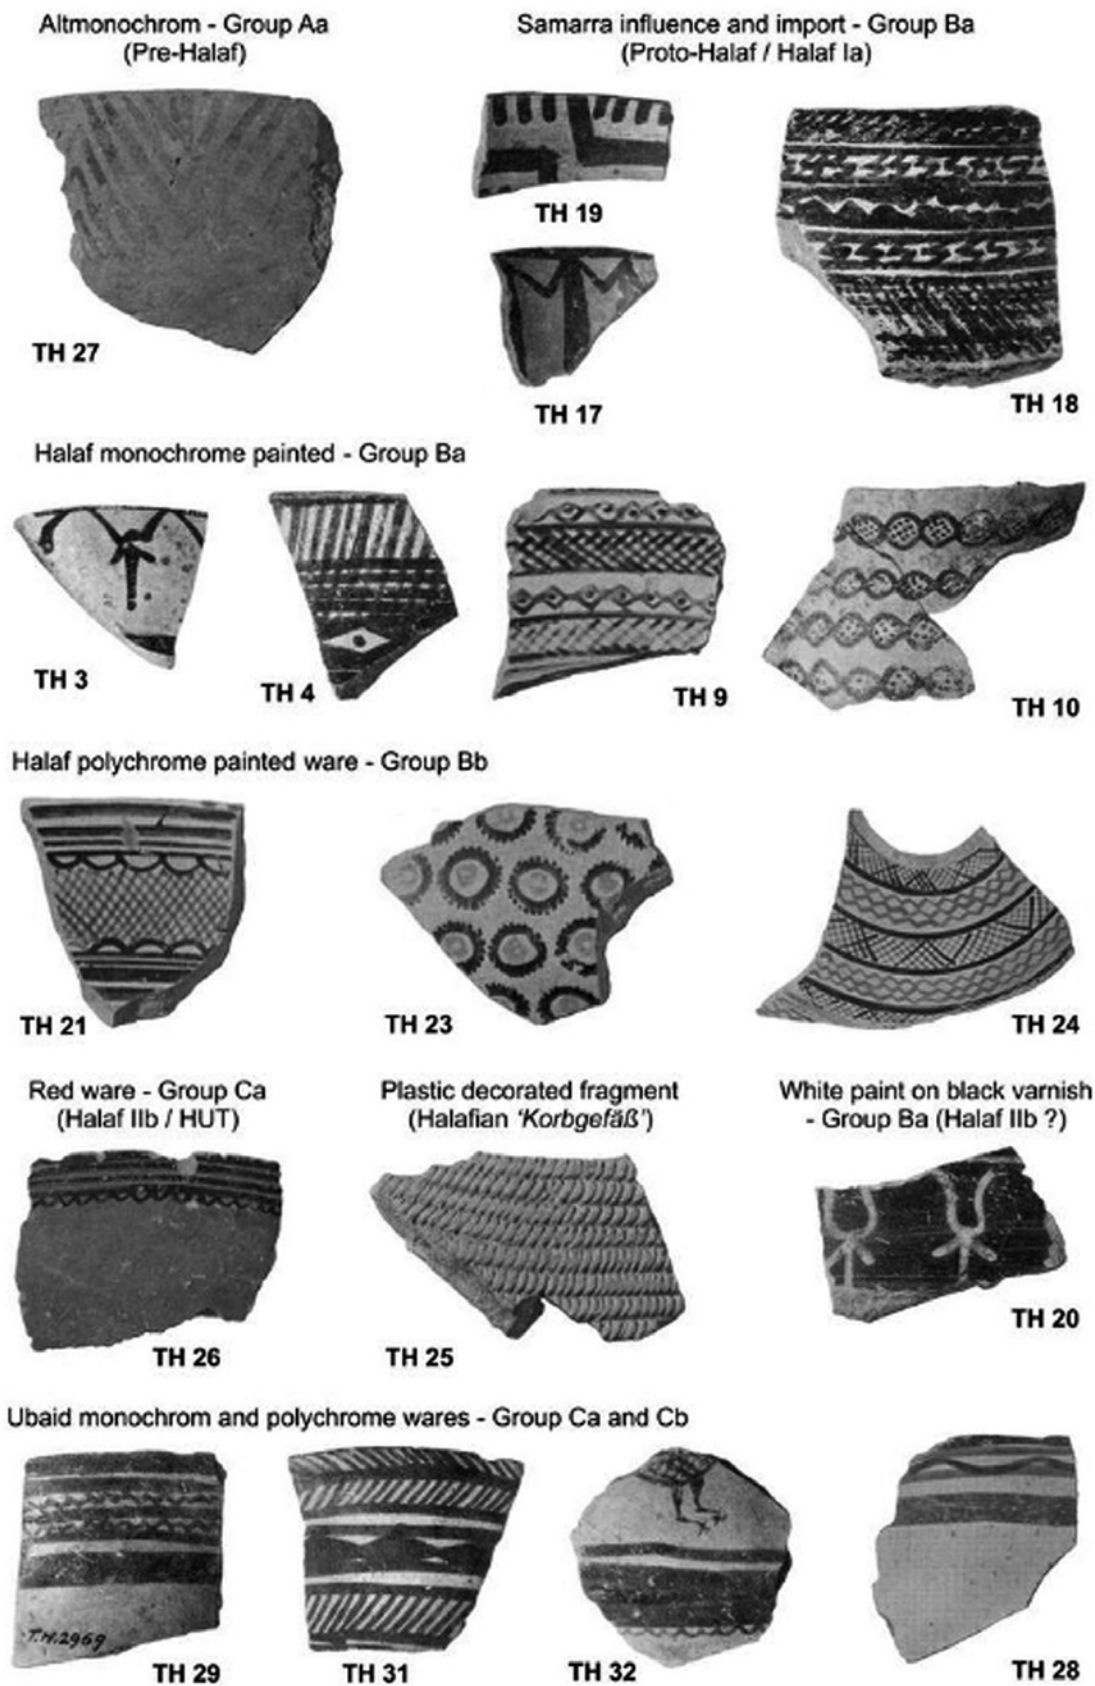 Altmonochrom - Group Aa
(Pre-Halaf)
Samarra influence and import - Group Ba
(Proto-Halaf / Halaf Ia)
TH 19
TH 27
TH 17
TH 18
Halaf monochrome painted - Group Ba
TH 3
TH 4
TH 9
TH 10
Halaf polychrome painted ware - Group Bb
TH 21
TH 23
TH 24
Red ware - Group Ca
(Halaf IIb / HUT)
Plastic decorated fragment
(Halafian 'Korbgefäß')
White paint on black varnish
- Group Ba (Halaf IIb ?)
TH 26
TH 25
TH 20
Ubaid monochrom and polychrome wares - Group Ca and Cb
T.H.2969
TH 29
TH 31
TH 32
TH 28